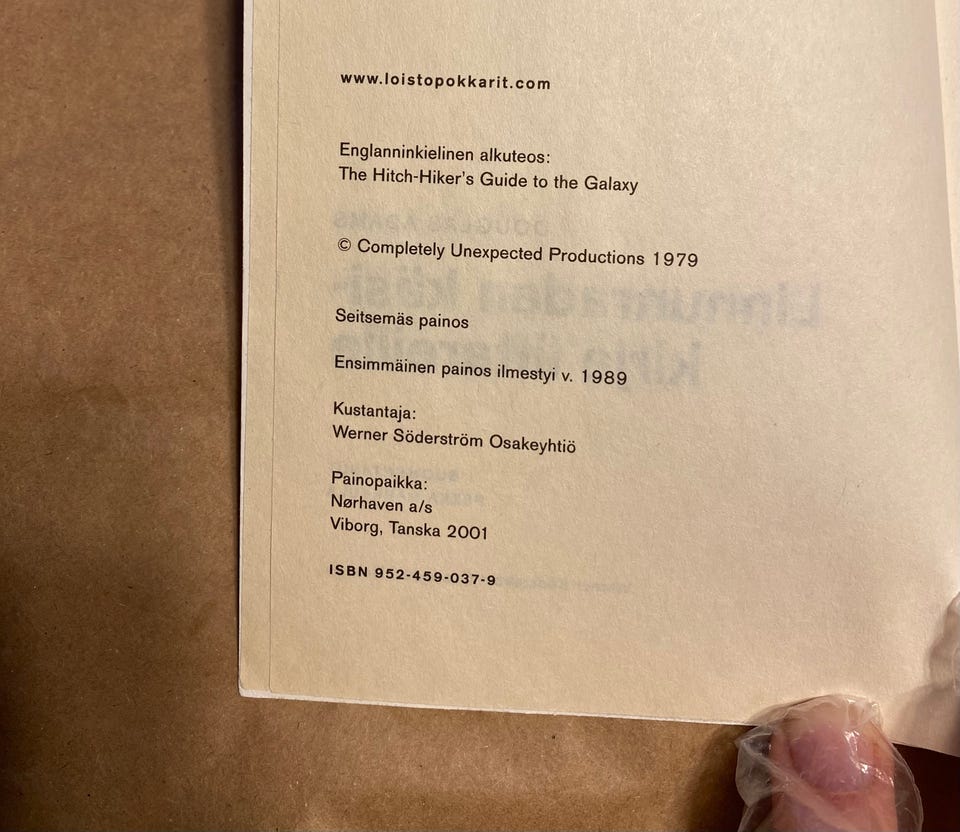 www.loistopokkarit.com
Englanninkielinen alkuteos:
The Hitch-Hiker's Guide to the Galaxy
© Completely Unexpected Productions 1979
Seitsemäs painos
Ensimmäinen painos ilmestyi v. 1989
Kustantaja:
Werner Söderström Osakeyhtiö
Painopaikka:
Nørhaven a/s
Viborg, Tanska 2001
ISBN 952-459-037-9